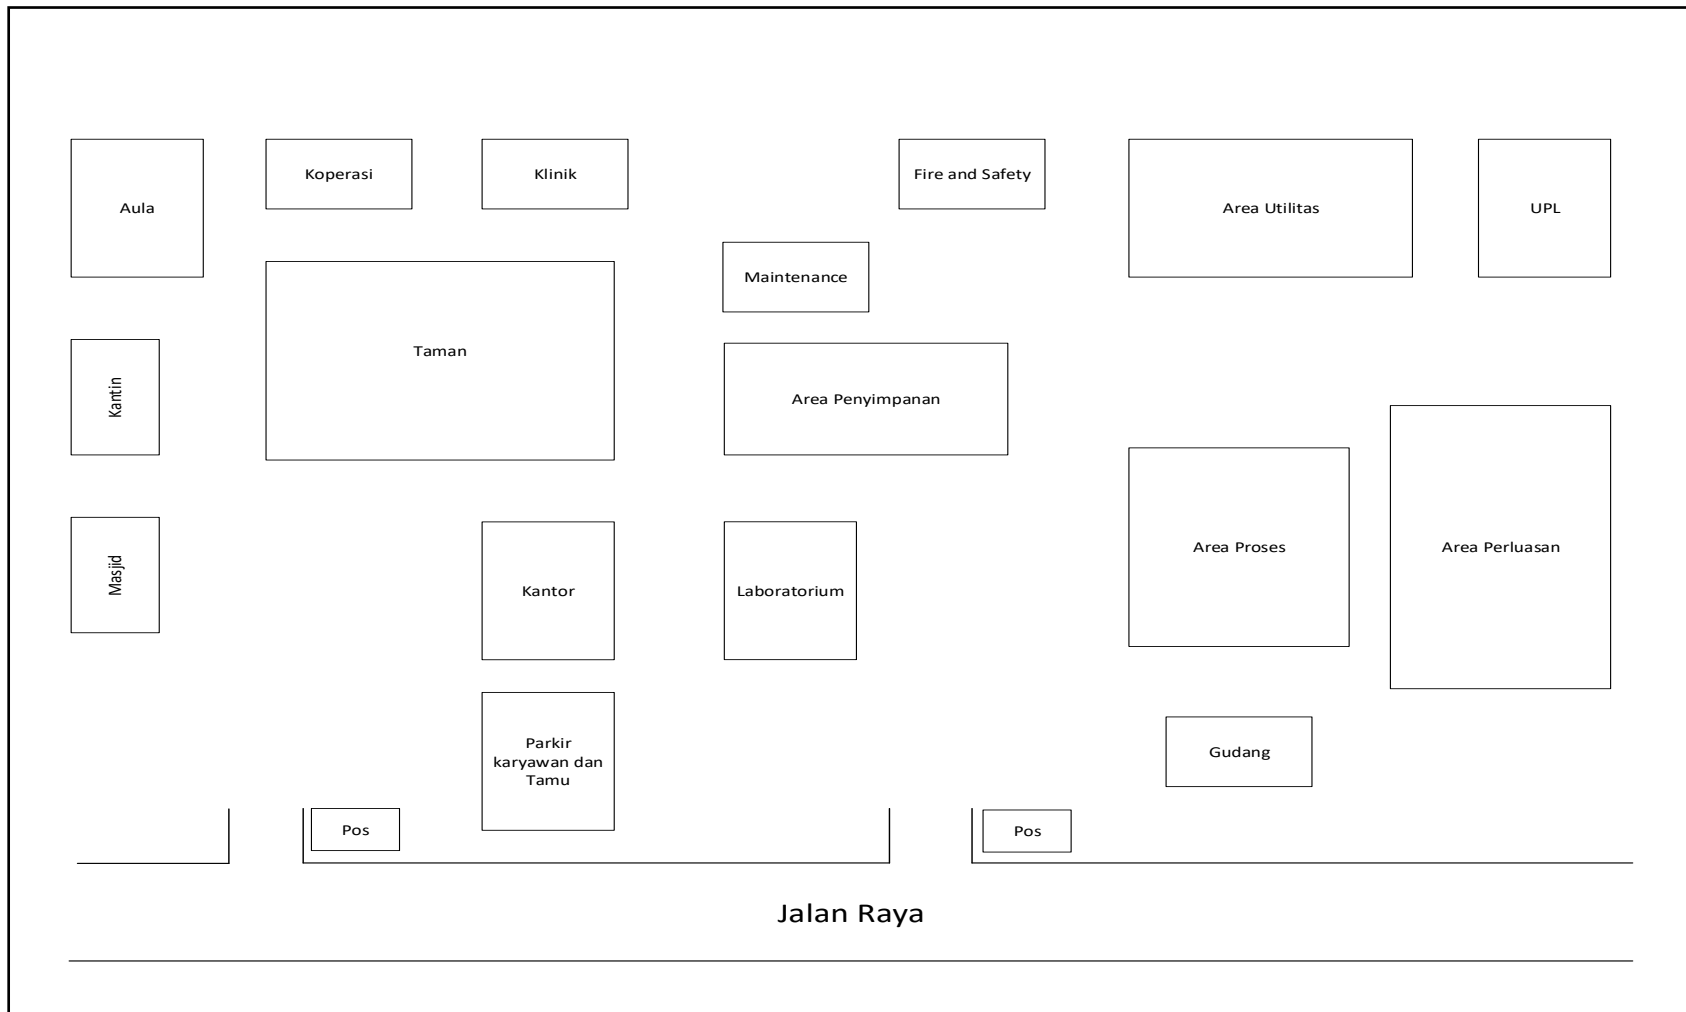 Koperasi
Klinik
Fire and Safety
Aula
Area Utilitas
UPL
Maintenance
Taman
Kantin
Area Penyimpanan
Area Proses
Area Perluasan
Masjid
Kantor
Laboratorium
Parkir
karyawan dan
Tamu
Gudang
Pos
Pos
Jalan Raya